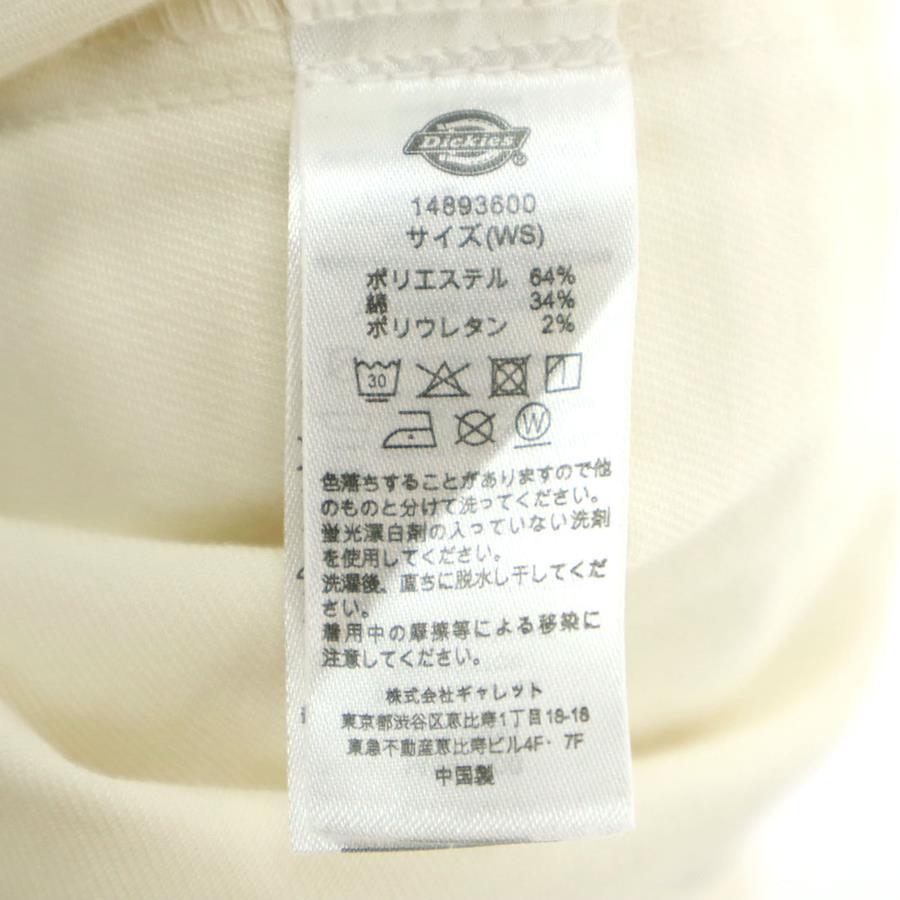 Dickies®
14893600
サイズ(WS)
ポリエステル 64%
綿 34%
ポリウレタン 2%
30
W
色落ちすることがありますので他
のものと分けて洗ってください。
蛍光漂白剤の入っていない洗剤
を使用してください。
洗濯後、直ちに脱水し干してくだ
さい。
着用中の摩擦等による移染に
注意してください。
株式会社ギャレット
東京都渋谷区恵比寿1丁目18-18
東急不動産恵比寿ビル4F・7F
中国製